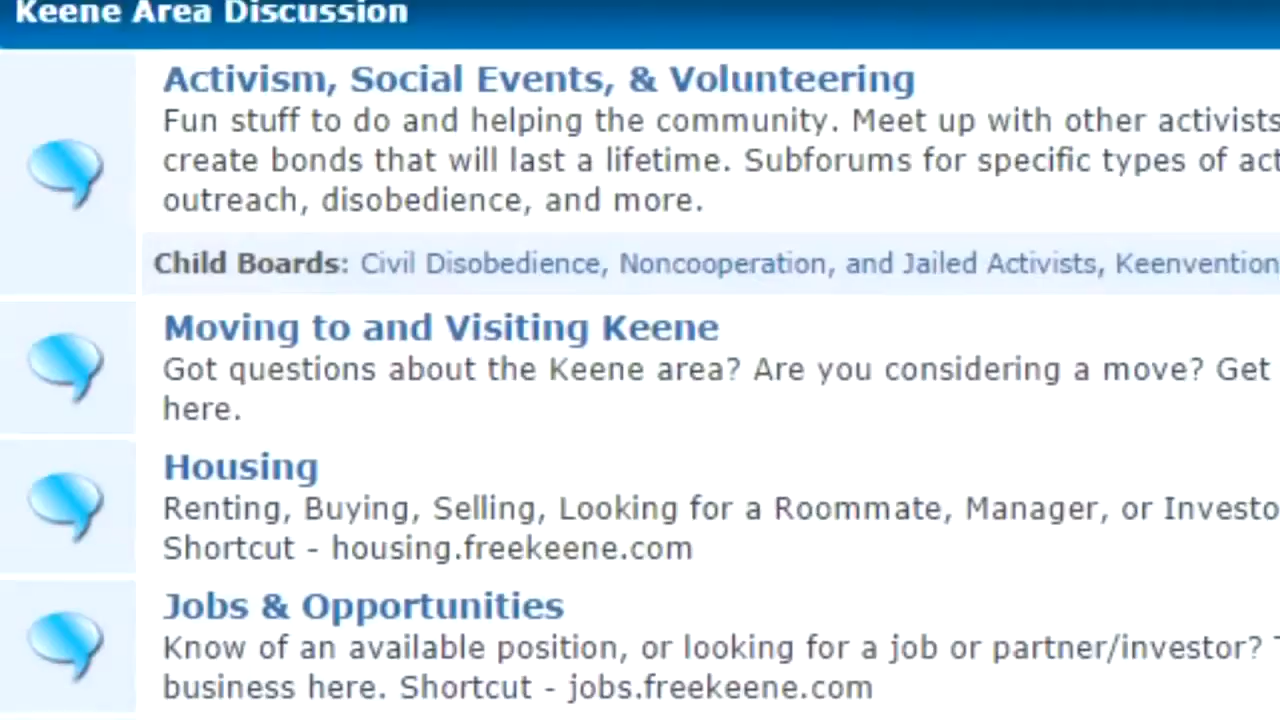 Keene Area Discussion
Activism, Social Events, & Volunteering
Fun stuff to do and helping the community. Meet up with other activists
create bonds that will last a lifetime. Subforums for specific types of act
outreach, disobedience, and more.
Child Boards: Civil Disobedience, Noncooperation, and Jailed Activists, Keenvention
Moving to and Visiting Keene
Got questions about the Keene area? Are you considering a move? Get
here.
Housing
Renting, Buying, Selling, Looking for a Roommate, Manager, or Investo
Shortcut - housing.freekeene.com
Jobs & Opportunities
Know of an available position, or looking for a job or partner/investor?
business here. Shortcut - jobs.freekeene.com